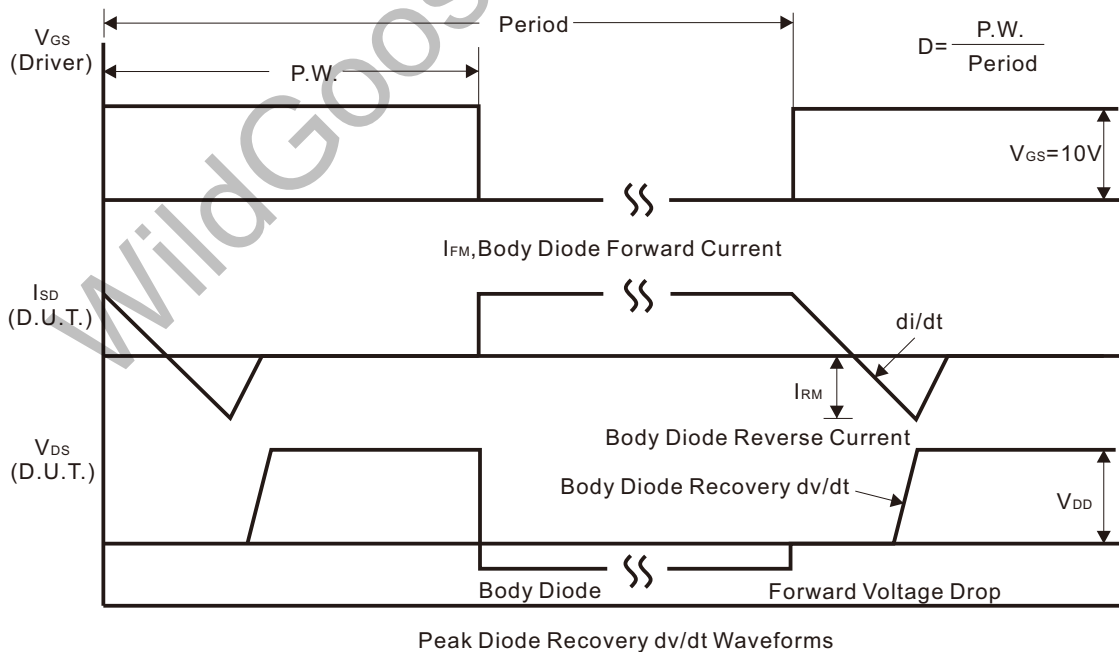 Period
VGS
(Driver)
D= P.W.
Period
P.W.
VGS=10V
IFM,Body Diode Forward Current
ISD
(D.U.T.)
di/dt
IRM
Body Diode Reverse Current
VDS
(D.U.T.)
Body Diode Recovery dv/dt
VDD
Body Diode
Forward Voltage Drop
Peak Diode Recovery dv/dt Waveforms
WildGoos